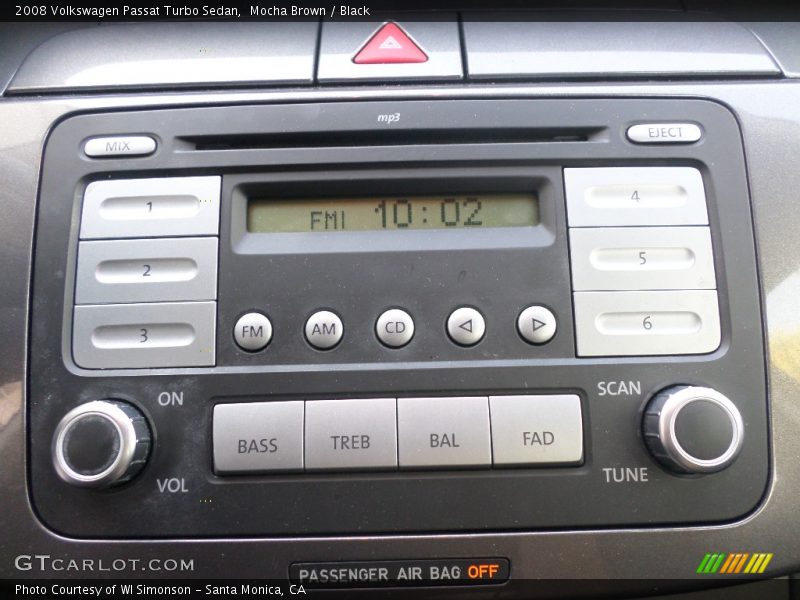 2008 Volkswagen Passat Turbo Sedan,  Mocha Brown / Black
mp3
MIX
EJECT
1
4
FM1 10:02
2
5
3
6
FM AM CD
ON
SCAN
BASS TREB BAL FAD
VOL
TUNE
GTCARLOT.COM
PASSENGER AIR BAG OFF
Photo Courtesy of WI Simonson – Santa Monica, CA